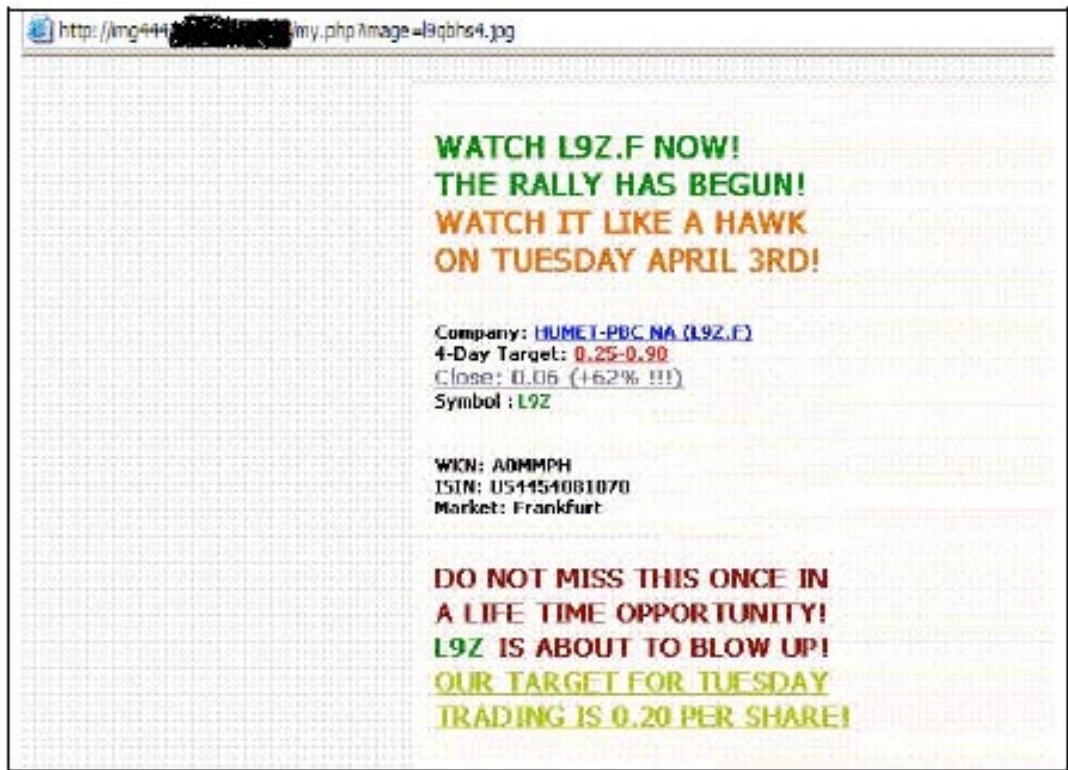 http://img444 /my.php?image=l9qbhs4.jpg
WATCH L9Z.F NOW!
THE RALLY HAS BEGUN!
WATCH IT LIKE A HAWK
ON TUESDAY APRIL 3RD!
Company: HUMET-PBC NA (L9Z.F)
4-Day Target: 0.25-0.90
Close: 0.06 (+62% !!!)
Symbol : L9Z
WKN: A0MMPH
ISIN: US4454081070
Market: Frankfurt
DO NOT MISS THIS ONCE IN
A LIFE TIME OPPORTUNITY!
L9Z IS ABOUT TO BLOW UP!
OUR TARGET FOR TUESDAY
TRADING IS 0.20 PER SHARE!